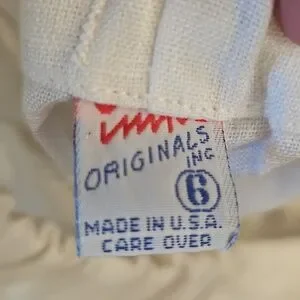 ORIGINALS
INC
6
MADE IN U.S.A.
CARE OVER